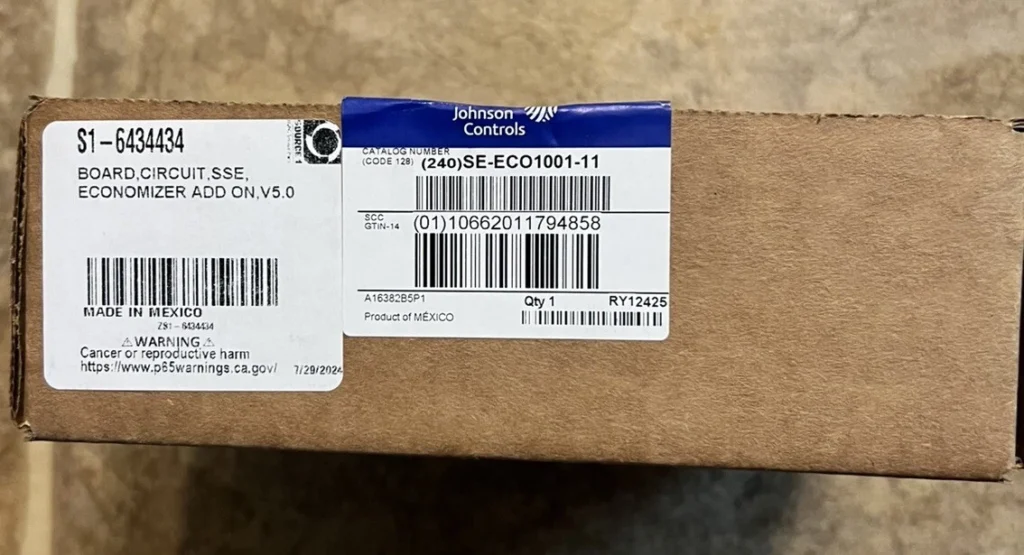 S1-6434434
SOURCE 1
BOARD,CIRCUIT,SSE,
ECONOMIZER ADD ON,V5.0
MADE IN MEXICO
ZS1-6434434
⚠WARNING⚠
Cancer or reproductive harm
https://www.p65warnings.ca.gov/ 7/29/2024
Johnson
Controls
CATALOG NUMBER
(CODE 128) (240)SE-ECO1001-11
SCC
GTIN-14 (01)10662011794858
A16382B5P1 Qty 1 RY12425
Product of MÉXICO